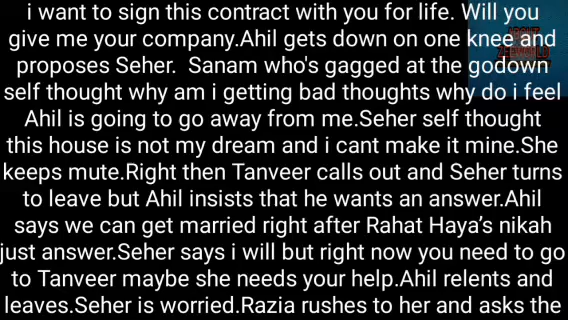 i want to sign this contract with you for life. Will you
give me your company.Ahil gets down on one knee and
proposes Seher.  Sanam who's gagged at the godown
self thought why am i getting bad thoughts why do i feel
Ahil is going to go away from me.Seher self thought
this house is not my dream and i cant make it mine.She
keeps mute.Right then Tanveer calls out and Seher turns
to leave but Ahil insists that he wants an answer.Ahil
says we can get married right after Rahat Haya’s nikah
just answer.Seher says i will but right now you need to go
to Tanveer maybe she needs your help.Ahil relents and
leaves.Seher is worried.Razia rushes to her and asks the